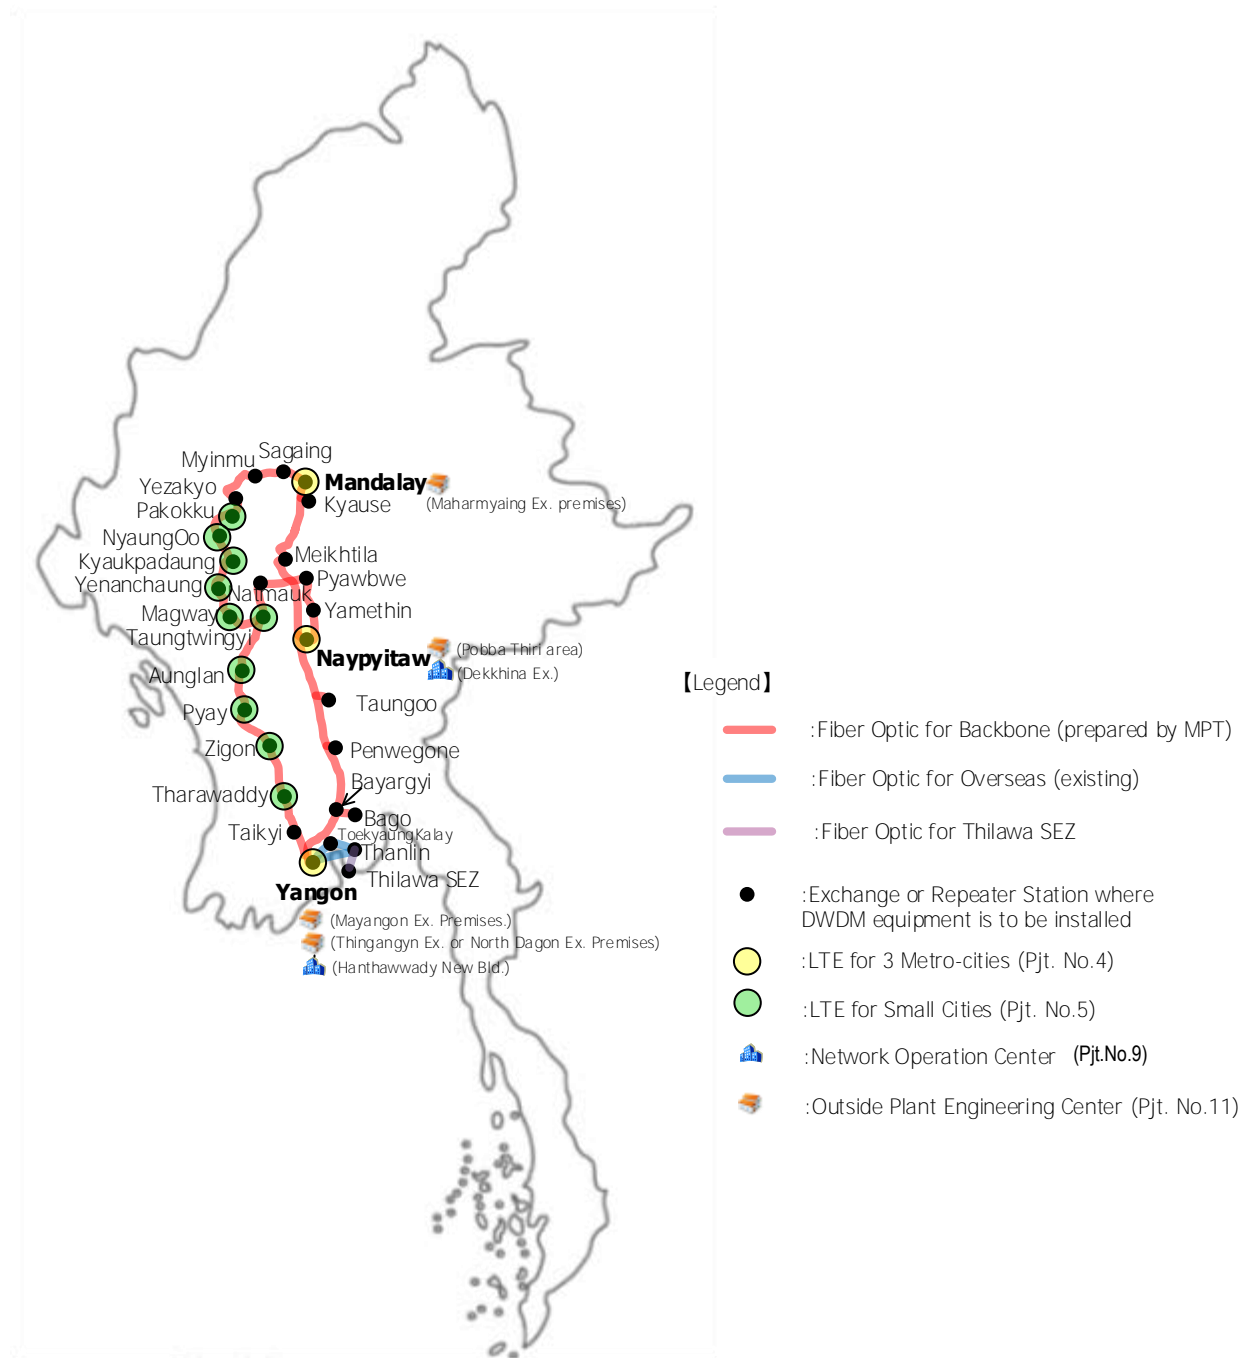 Sagaing
Myinmu
Mandalay
Yezakyo
Kyause
(Maharmyaing Ex. premises)
Pakokku
NyaungOo
Meikhtila
Kyaukpadaung
Pyawbwe
Yenanchaung
Natmauk
Yamethin
Magway
Taungtwingyi
(Pobba Thiri area)
Naypyitaw
(Dekkhina Ex.)
Aunglan
Taungoo
Pyay
Zigon
Penwegone
Bayargyi
Tharawaddy
Bago
Taikyi
ToekyaungKalay
Thanlin
Thilawa SEZ
Yangon
(Mayangon Ex. Premises.)
(Thingangyn Ex. or North Dagon Ex. Premises)
(Hanthawwady New Bld.)
【Legend】
:Fiber Optic for Backbone (prepared by MPT)
:Fiber Optic for Overseas (existing)
:Fiber Optic for Thilawa SEZ
:Exchange or Repeater Station where
DWDM equipment is to be installed
:LTE for 3 Metro-cities (Pjt. No.4)
:LTE for Small Cities (Pjt. No.5)
:Network Operation Center (Pjt.No.9)
:Outside Plant Engineering Center (Pjt. No.11)